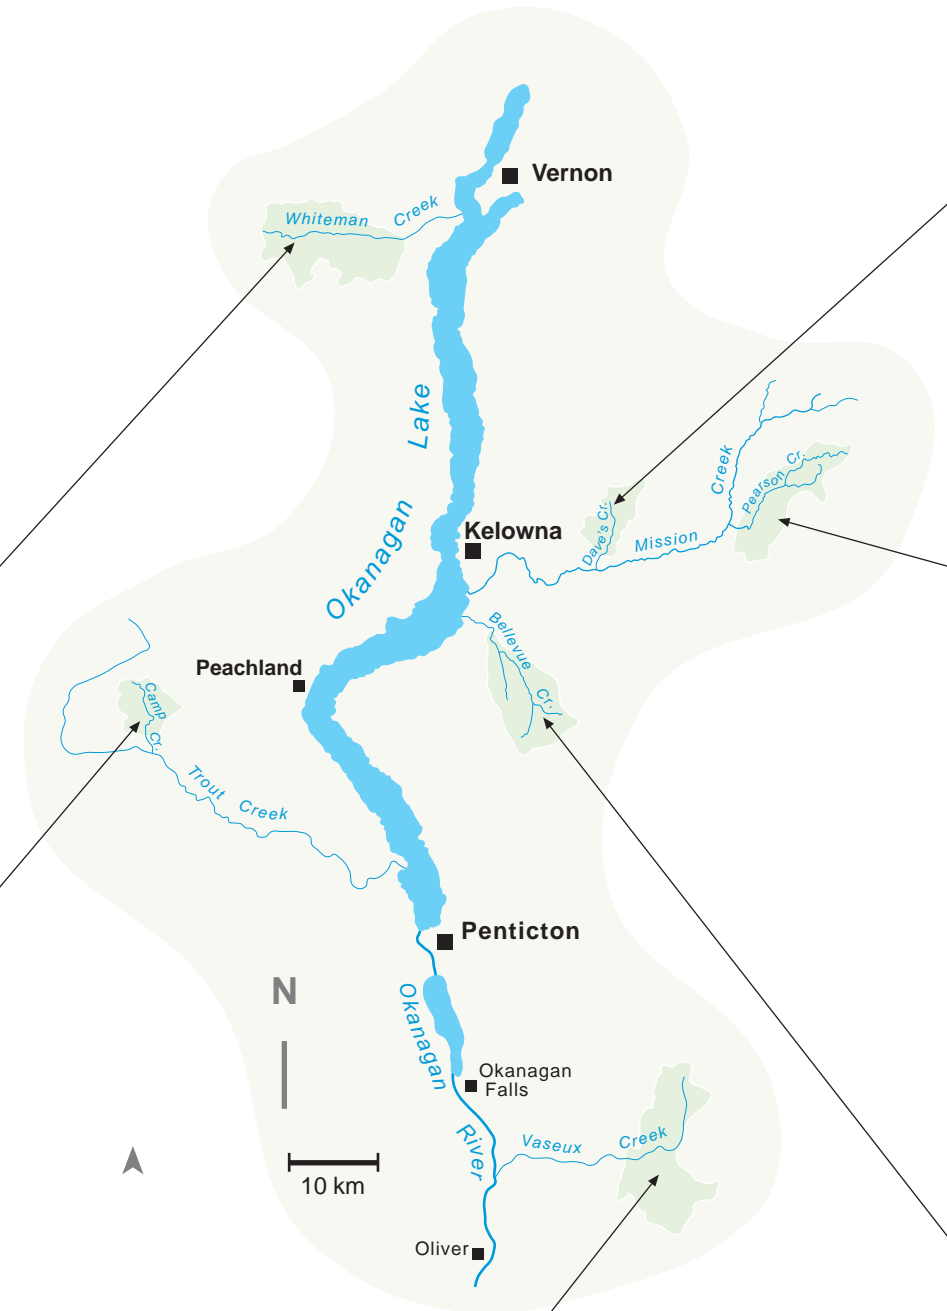 Vernon
Whiteman Creek
Okanagan Lake
Creek
Pearson Cr.
Kelowna
Dave's Cr.
Mission
Bellevue Cr.
Peachland
Camp Cr.
Trout Creek
Penticton
N
Okanagan River
Okanagan
Falls
Vaseux Creek
10 km
Oliver